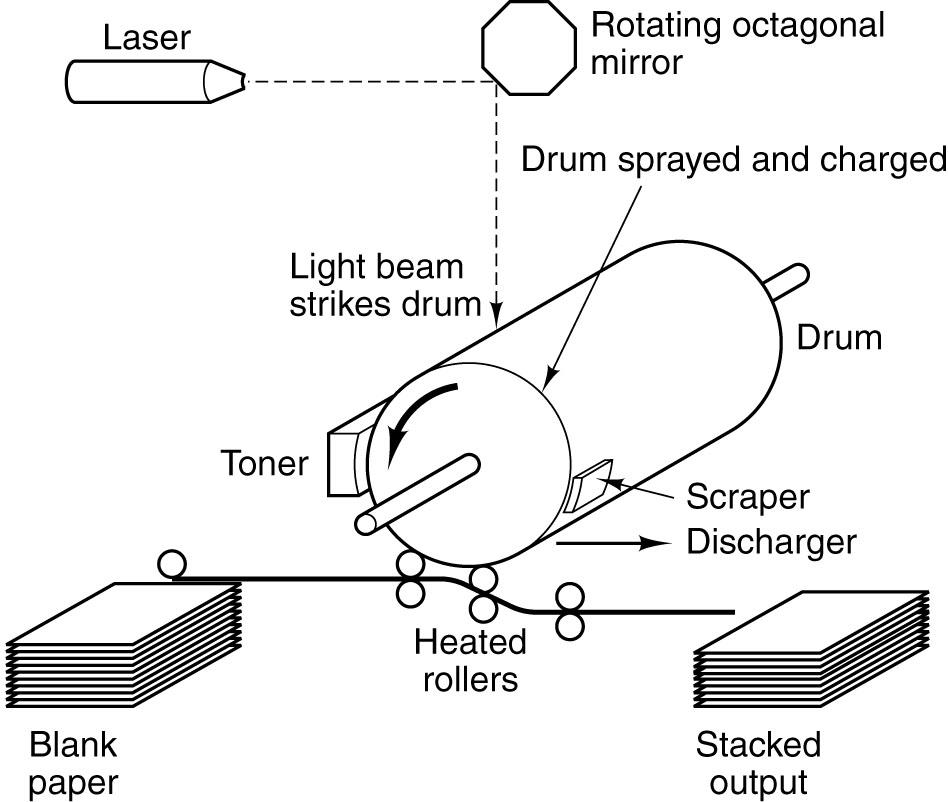 Laser
Rotating octagonal
mirror
Drum sprayed and charged
Light beam
strikes drum
Drum
Toner
Scraper
Discharger
Heated
rollers
Blank
paper
Stacked
output